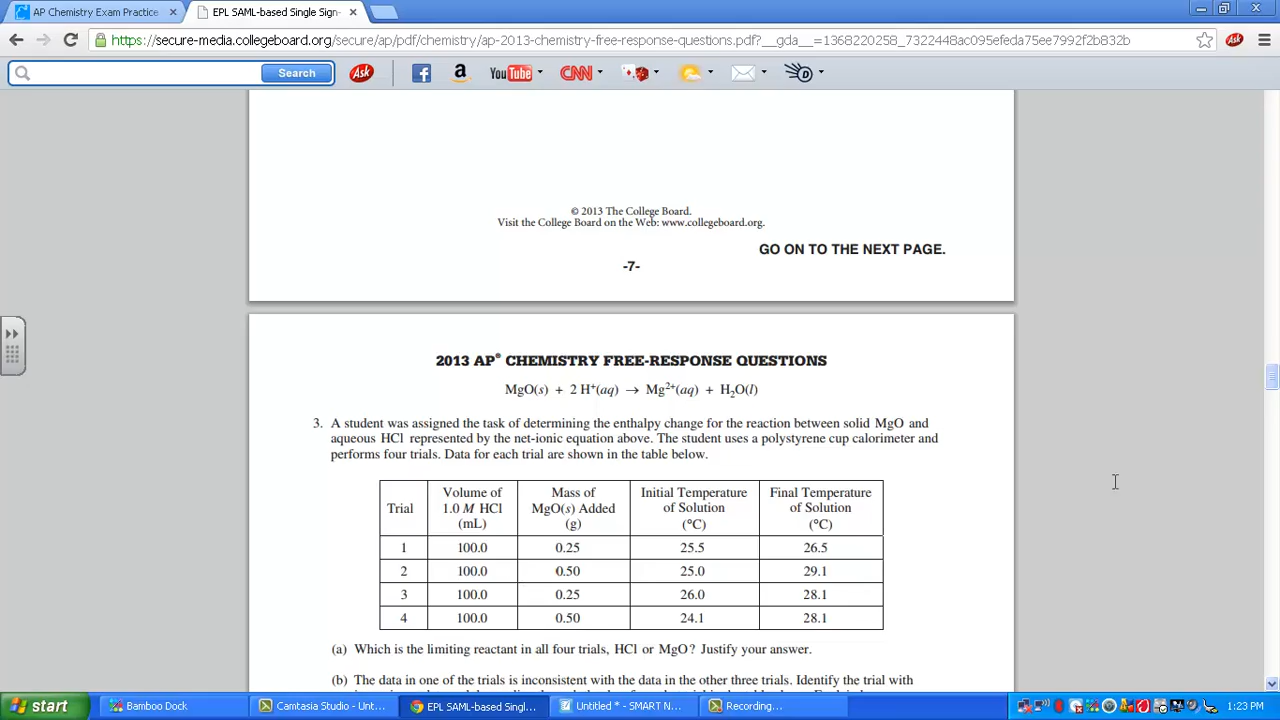 AP Chemistry Exam Practice
EPL SAML-based Single Sign-
https://secure-media.collegeboard.org/ap/pdf/chemistry/ap-2013-chemistry-free-response-questions.pdf?__gda__=1368220258_7322448ac095efeda75ee7992f2b832b
Ask
Search Ask f a YouTube CNN
© 2013 The College Board.
Visit the College Board on the Web: www.collegeboard.org.
GO ON TO THE NEXT PAGE.
-7-
2013 AP® CHEMISTRY FREE-RESPONSE QUESTIONS
MgO(s) + 2 H⁺(aq) → Mg²⁺(aq) + H₂O(l)
3. A student was assigned the task of determining the enthalpy change for the reaction between solid MgO and
aqueous HCl represented by the net-ionic equation above. The student uses a polystyrene cup calorimeter and
performs four trials. Data for each trial are shown in the table below.
Trial
Volume of
1.0 M HCl
(mL)
Mass of
MgO(s) Added
(g)
Initial Temperature
of Solution
(°C)
Final Temperature
of Solution
(°C)
1 100.0 0.25 25.5 26.5
2 100.0 0.50 25.0 29.1
3 100.0 0.25 26.0 28.1
4 100.0 0.50 24.1 28.1
(a) Which is the limiting reactant in all four trials, HCl or MgO? Justify your answer.
(b) The data in one of the trials is inconsistent with the data in the other three trials. Identify the trial with
start Bamboo Dock Camtasia Studio - Unt... EPL SAML-based Singl... Untitled * - SMART N... Recording... 1:23 PM